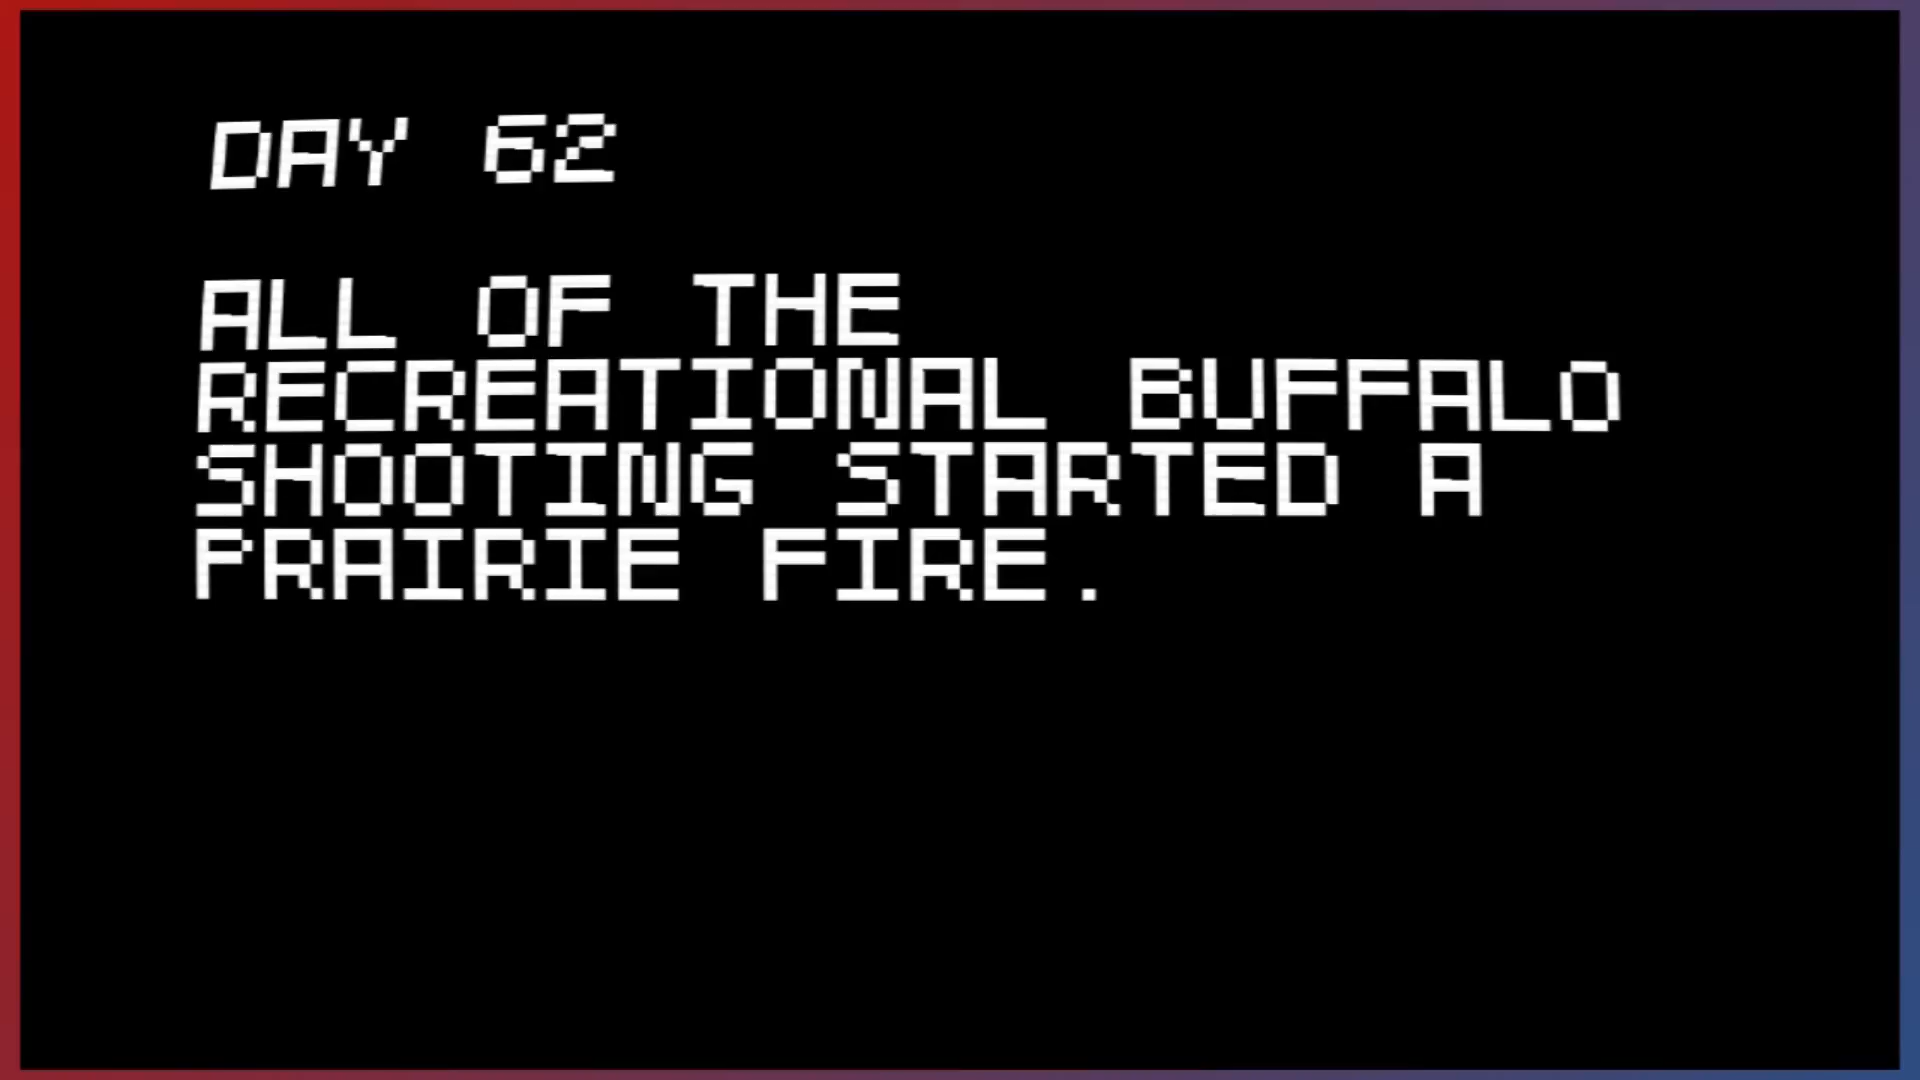 DAY 62
ALL OF THE
RECREATIONAL BUFFALO
SHOOTING STARTED A
PRAIRIE FIRE.